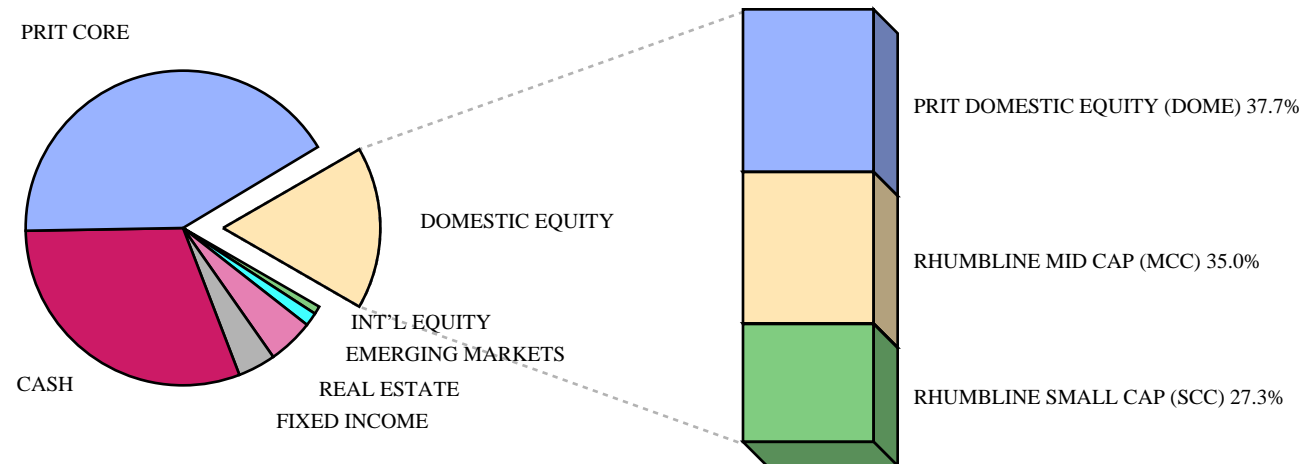 PRIT CORE
DOMESTIC EQUITY
INT'L EQUITY
EMERGING MARKETS
REAL ESTATE
FIXED INCOME
CASH
PRIT DOMESTIC EQUITY (DOME) 37.7%
RHUMBLINE MID CAP (MCC) 35.0%
RHUMBLINE SMALL CAP (SCC) 27.3%